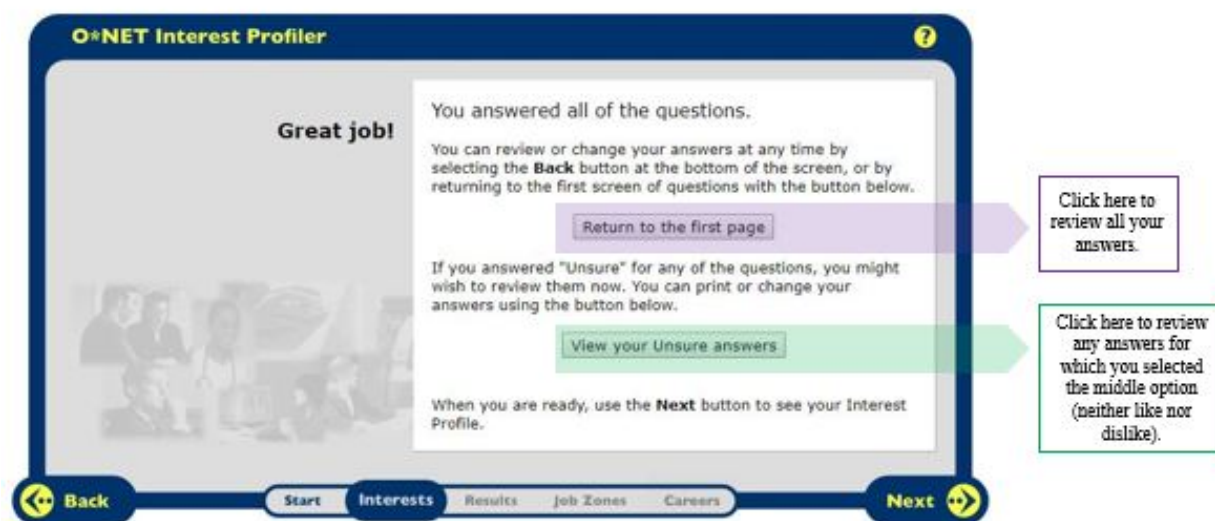 O*NET Interest Profiler
?
Great job!
You answered all of the questions.
You can review or change your answers at any time by
selecting the Back button at the bottom of the screen, or by
returning to the first screen of questions with the button below.
Return to the first page
If you answered "Unsure" for any of the questions, you might
wish to review them now. You can print or change your
answers using the button below.
View your Unsure answers
When you are ready, use the Next button to see your Interest
Profile.
Click here to
review all your
answers.
Click here to review
any answers for
which you selected
the middle option
(neither like nor
dislike).
Back
Start Interests Results Job Zones Careers
Next